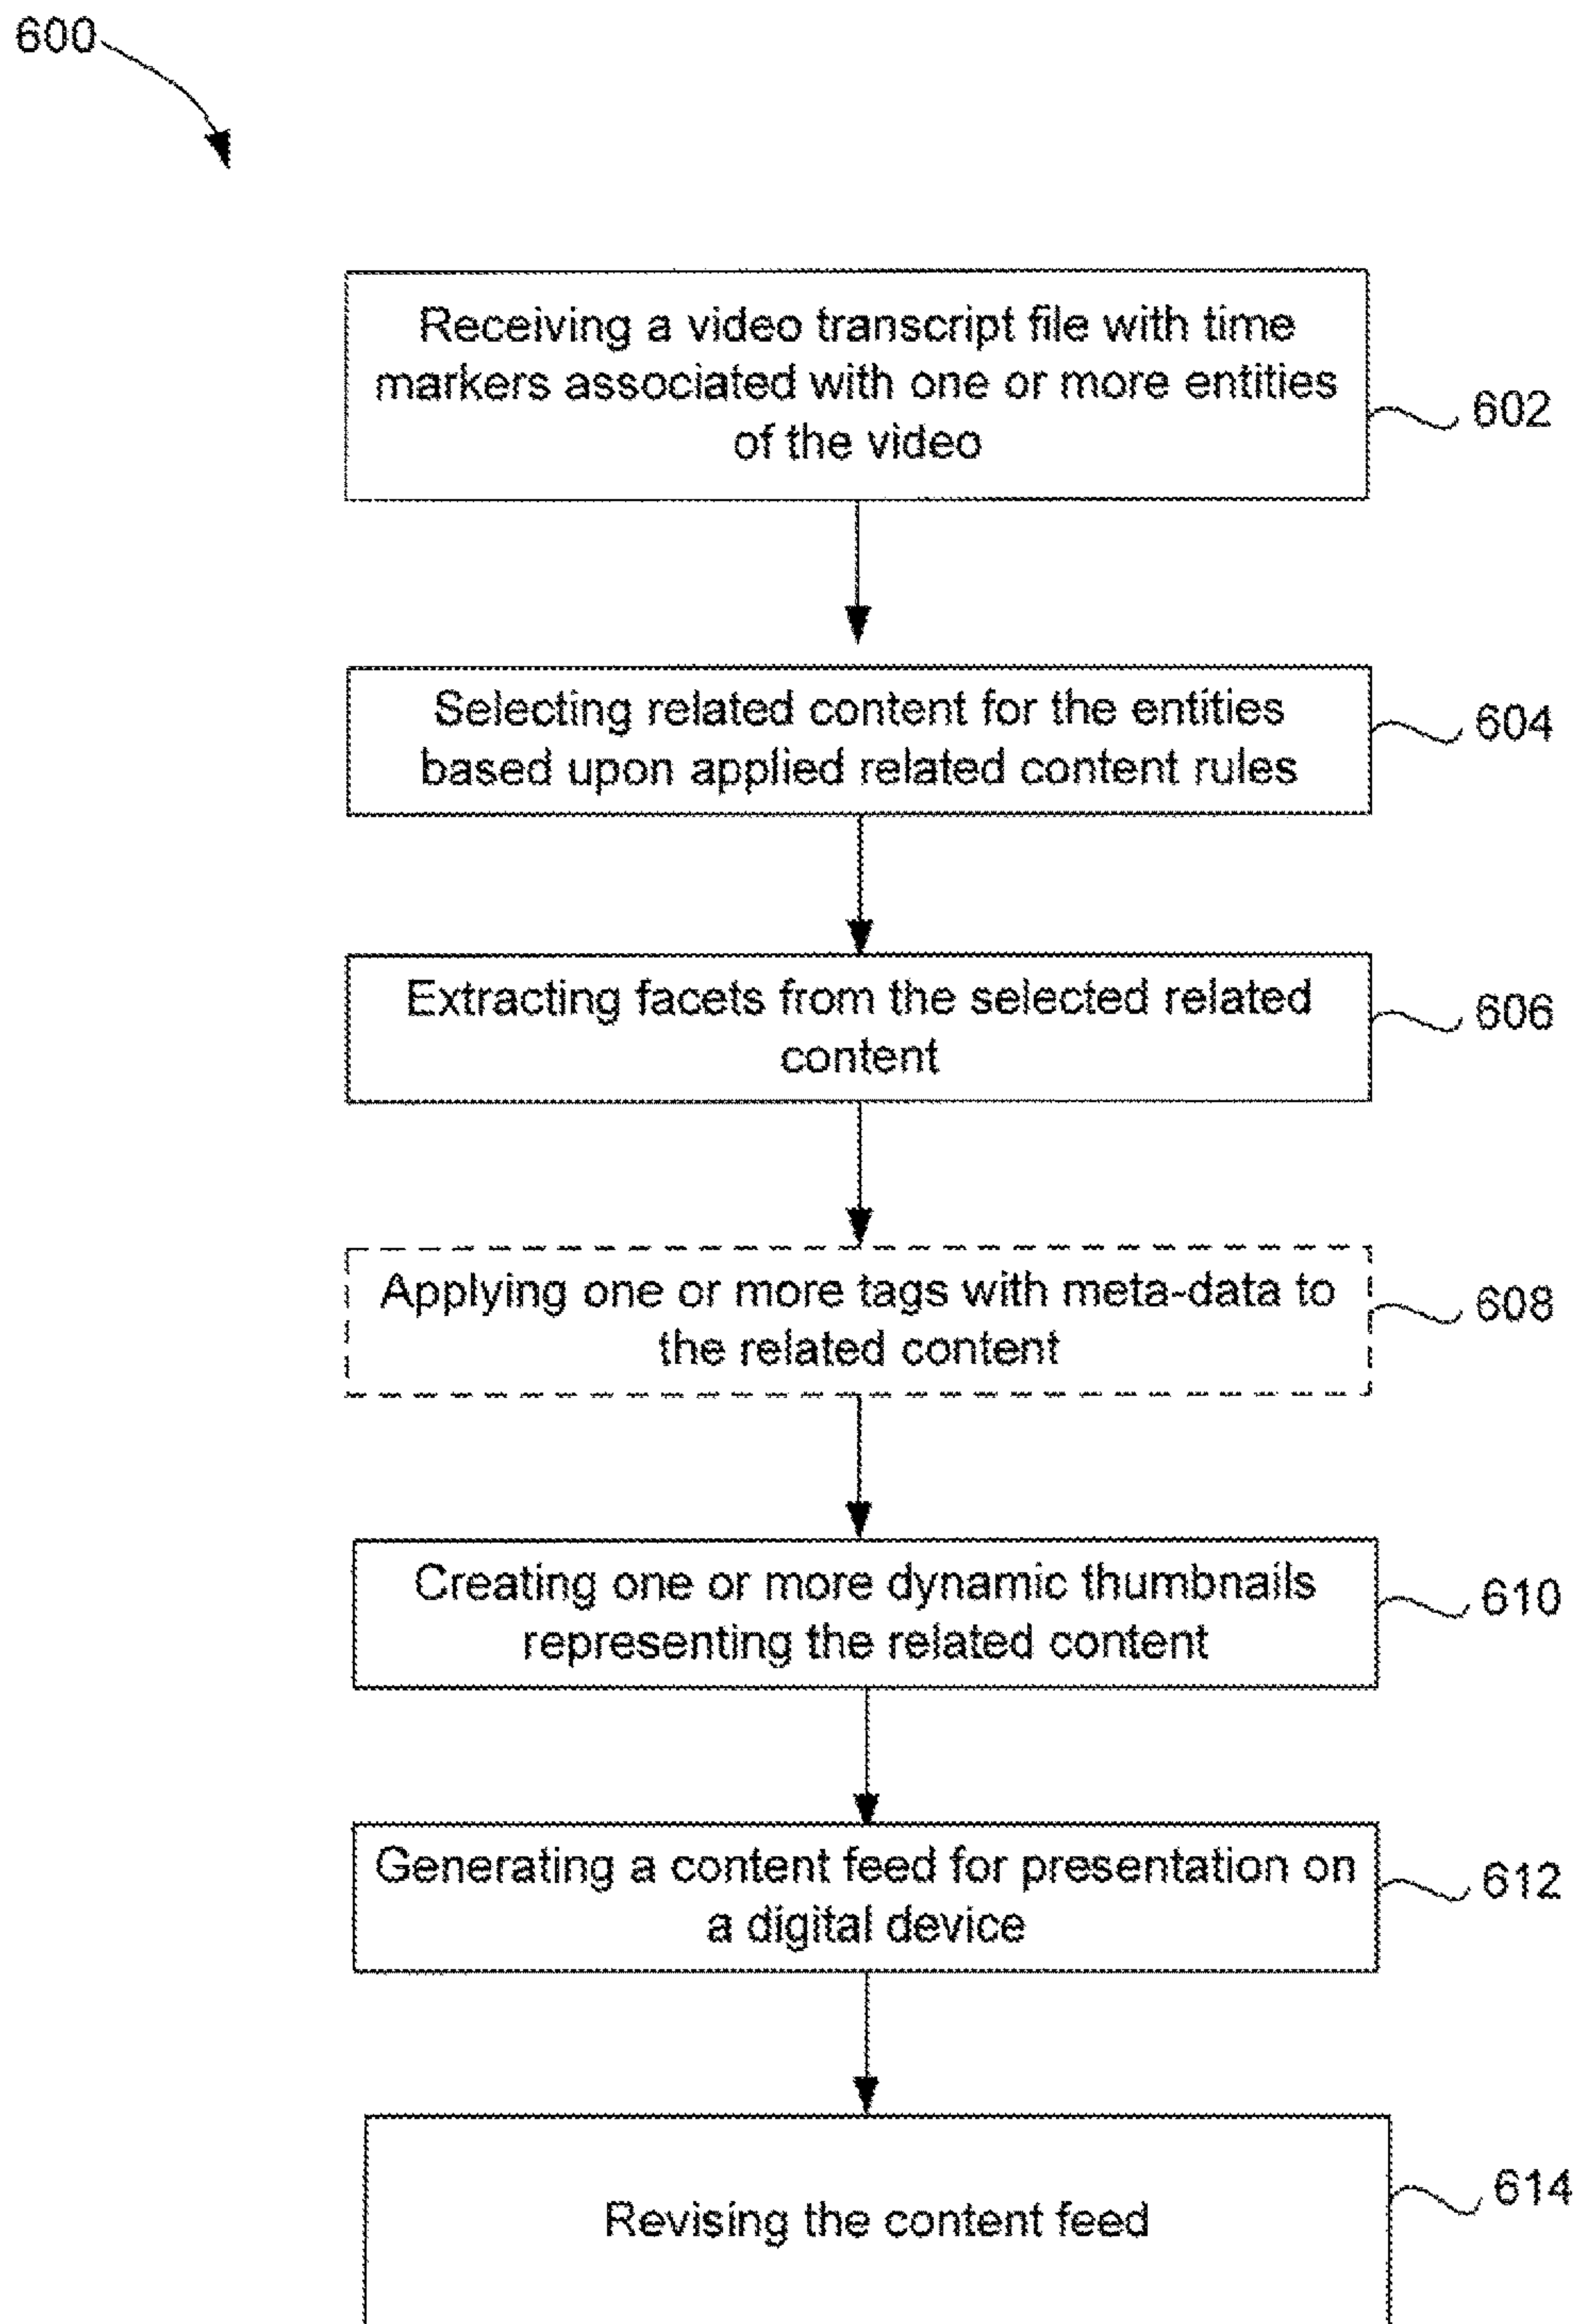 600
Receiving a video transcript file with time
markers associated with one or more entities
of the video
602
Selecting related content for the entities
based upon applied related content rules
604
Extracting facets from the selected related
content
606
Applying one or more tags with meta-data to
the related content
608
Creating one or more dynamic thumbnails
representing the related content
610
Generating a content feed for presentation on
a digital device
612
Revising the content feed
614